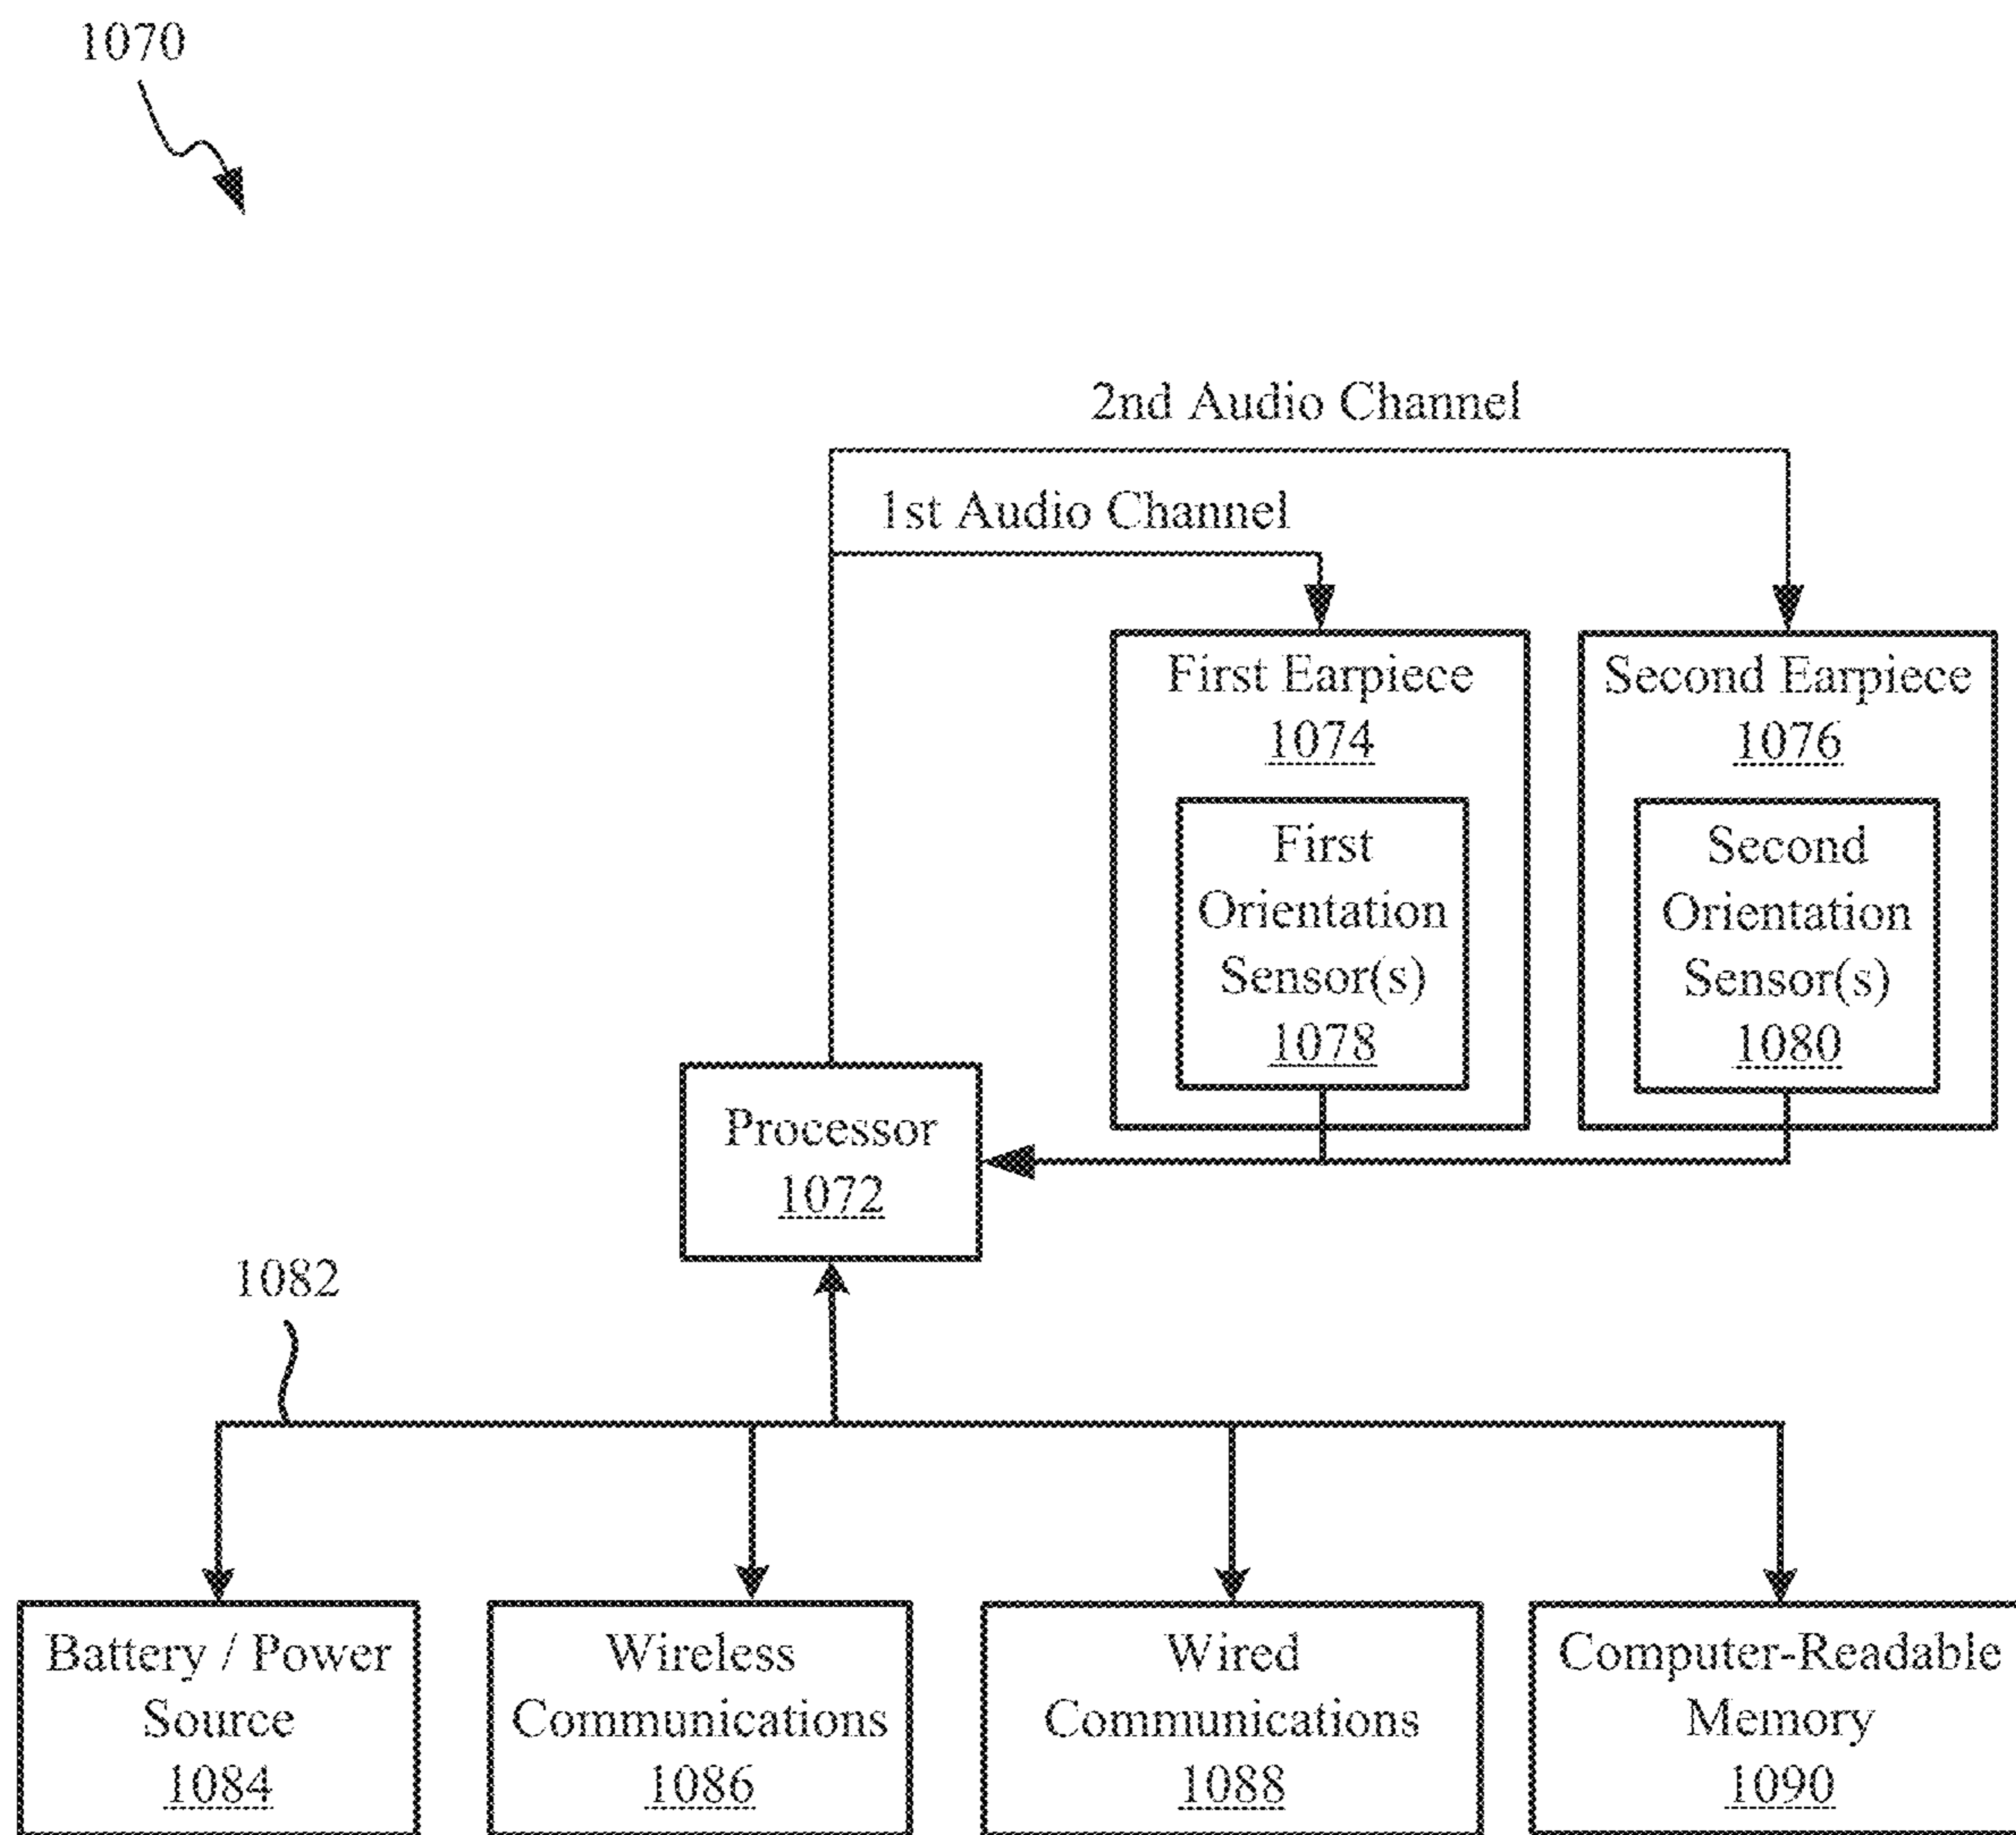 1070
2nd Audio Channel
1st Audio Channel
First Earpiece
1074
First
Orientation
Sensor(s)
1078
Second Earpiece
1076
Second
Orientation
Sensor(s)
1080
Processor
1072
1082
Battery / Power
Source
1084
Wireless
Communications
1086
Wired
Communications
1088
Computer-Readable
Memory
1090